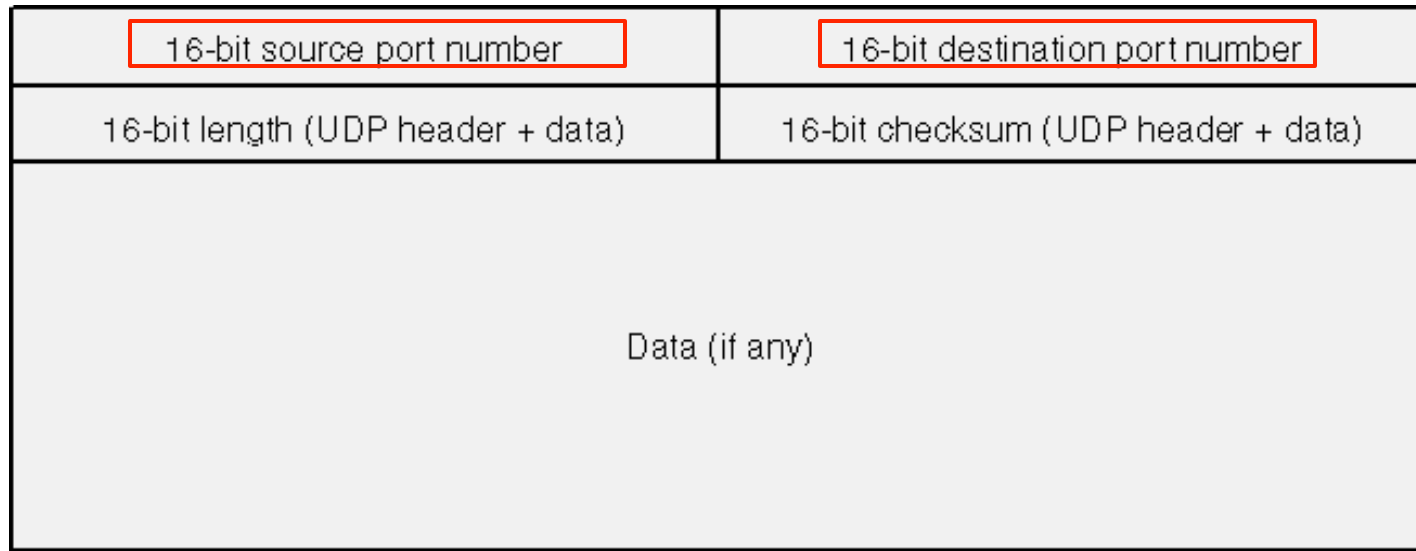 16-bit source port number
16-bit destination port number
16-bit length (UDP header + data)
16-bit checksum (UDP header + data)
Data (if any)